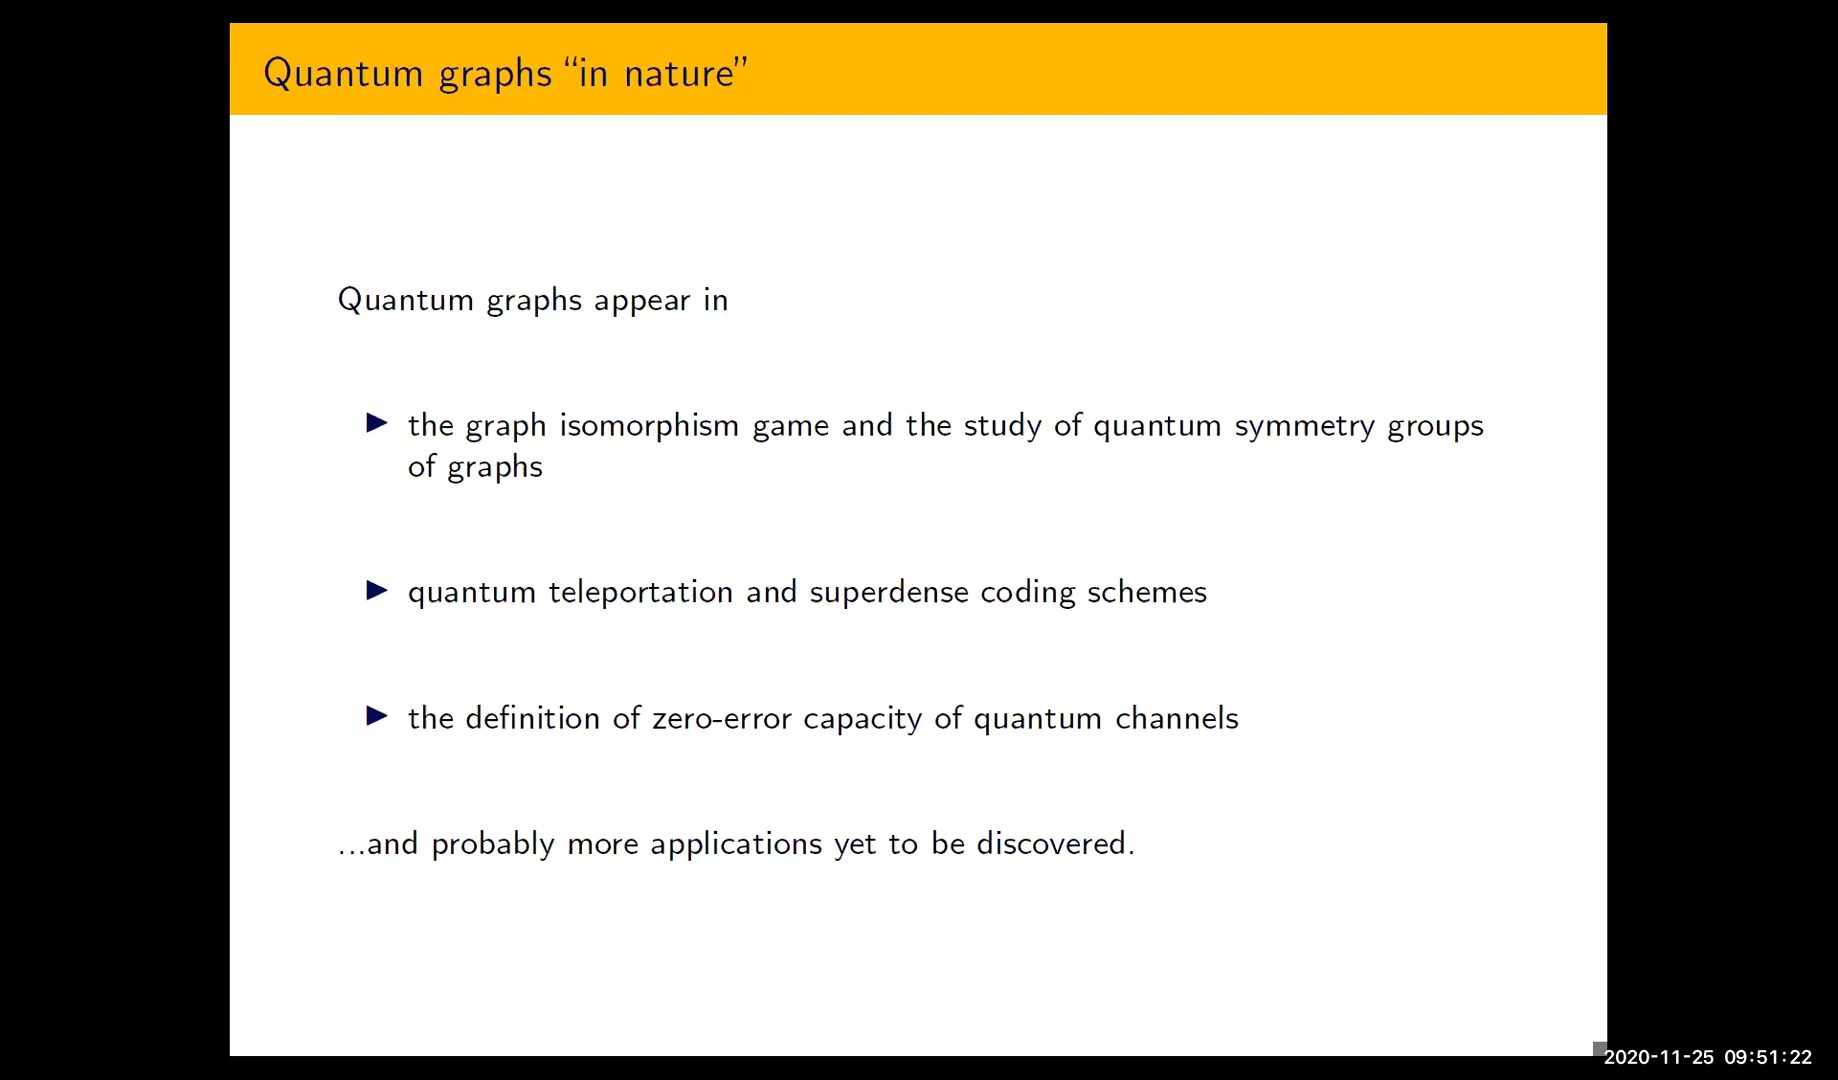 Quantum graphs “in nature”
Quantum graphs appear in
▶ the graph isomorphism game and the study of quantum symmetry groups
of graphs
▶ quantum teleportation and superdense coding schemes
▶ the definition of zero-error capacity of quantum channels
...and probably more applications yet to be discovered.
2020-11-25 09:51:22